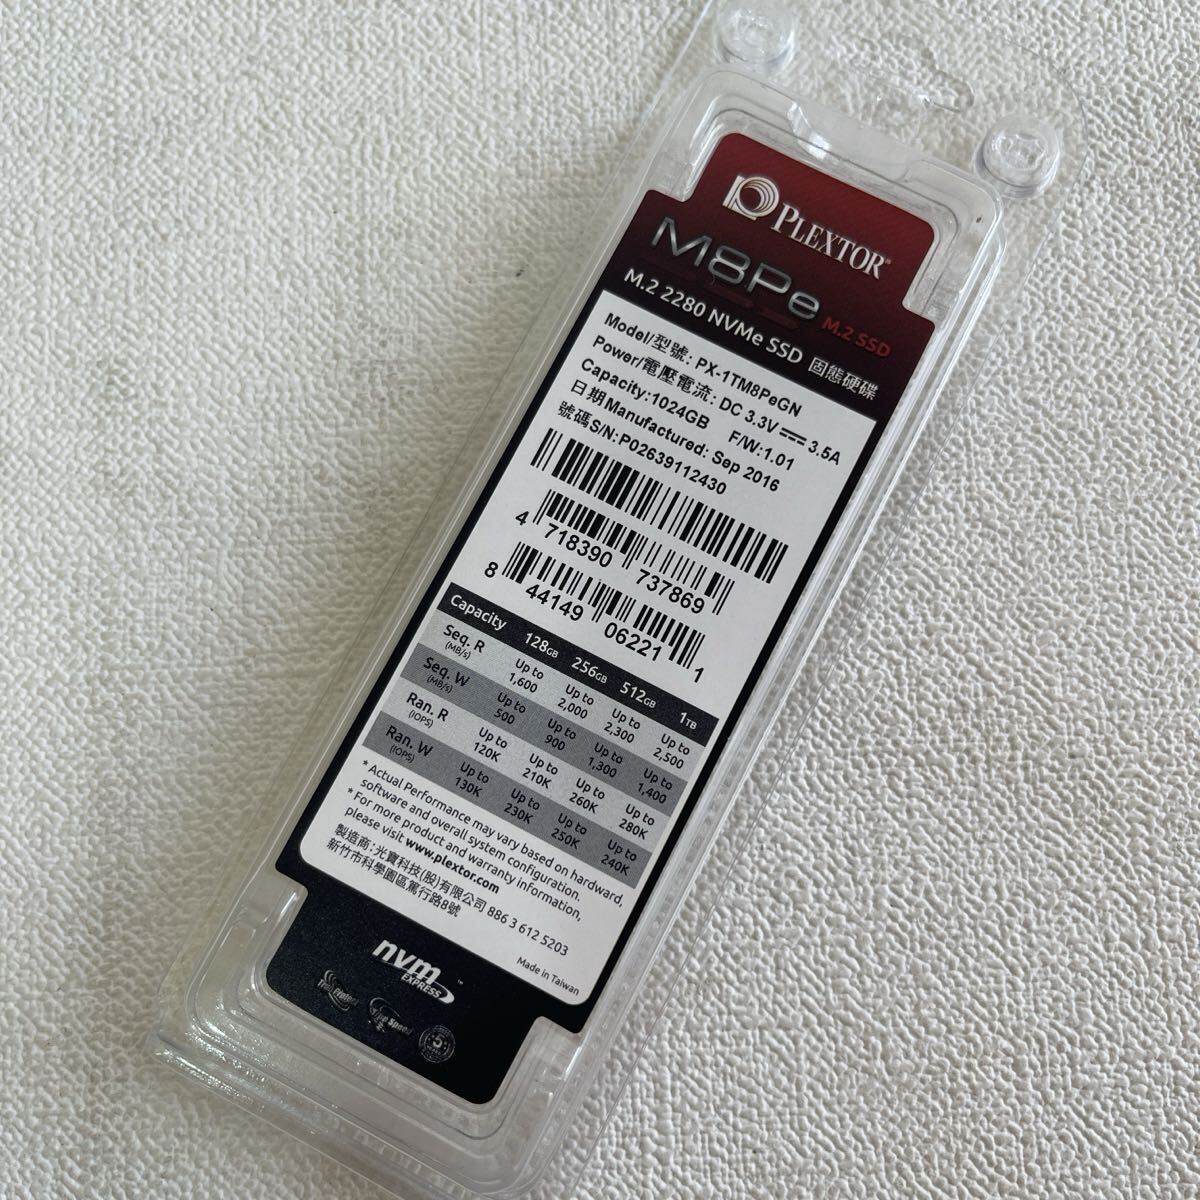 PLEXTOR
M8Pe
M.2 SSD
M.2 2280 NVMe SSD 固態硬碟
Model/型號: PX-1TM8PeGN
Power/電壓電流: DC 3.3V 3.5A
Capacity:1024GB F/W:1.01
日期Manufactured: Sep 2016
號碼S/N: P02639112430
4 718390 737869
8 44149 06221 1
Capacity 128GB 256GB 512GB 1TB
Seq. R (MB/s) Up to 1,600 Up to 2,000 Up to 2,300 Up to 2,500
Seq. W (MB/s) Up to 500 Up to 900 Up to 1,300 Up to 1,400
Ran. R (IOPS) Up to 120K Up to 210K Up to 260K Up to 280K
Ran. W (IOPS) Up to 130K Up to 230K Up to 250K Up to 240K
* Actual Performance may vary based on hardware,
software and overall system configuration.
* For more product and warranty information,
please visit www.plextor.com
製造商:光寶科技(股)有限公司 886 3 612 5203
新竹市科學園區篤行路8號
Made in Taiwan
nvm
EXPRESS™
True Protect
True Speed
5